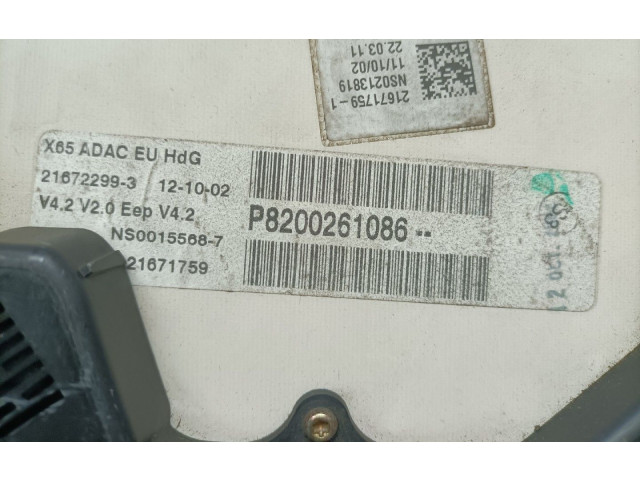 21671759-1
NS0213819
11/10/02
22.03.11
X65 ADAC EU HdG
21672299-3 12-10-02
V4.2 V2.0 Eep V4.2
NS0015568-7
21671759
P8200261086--